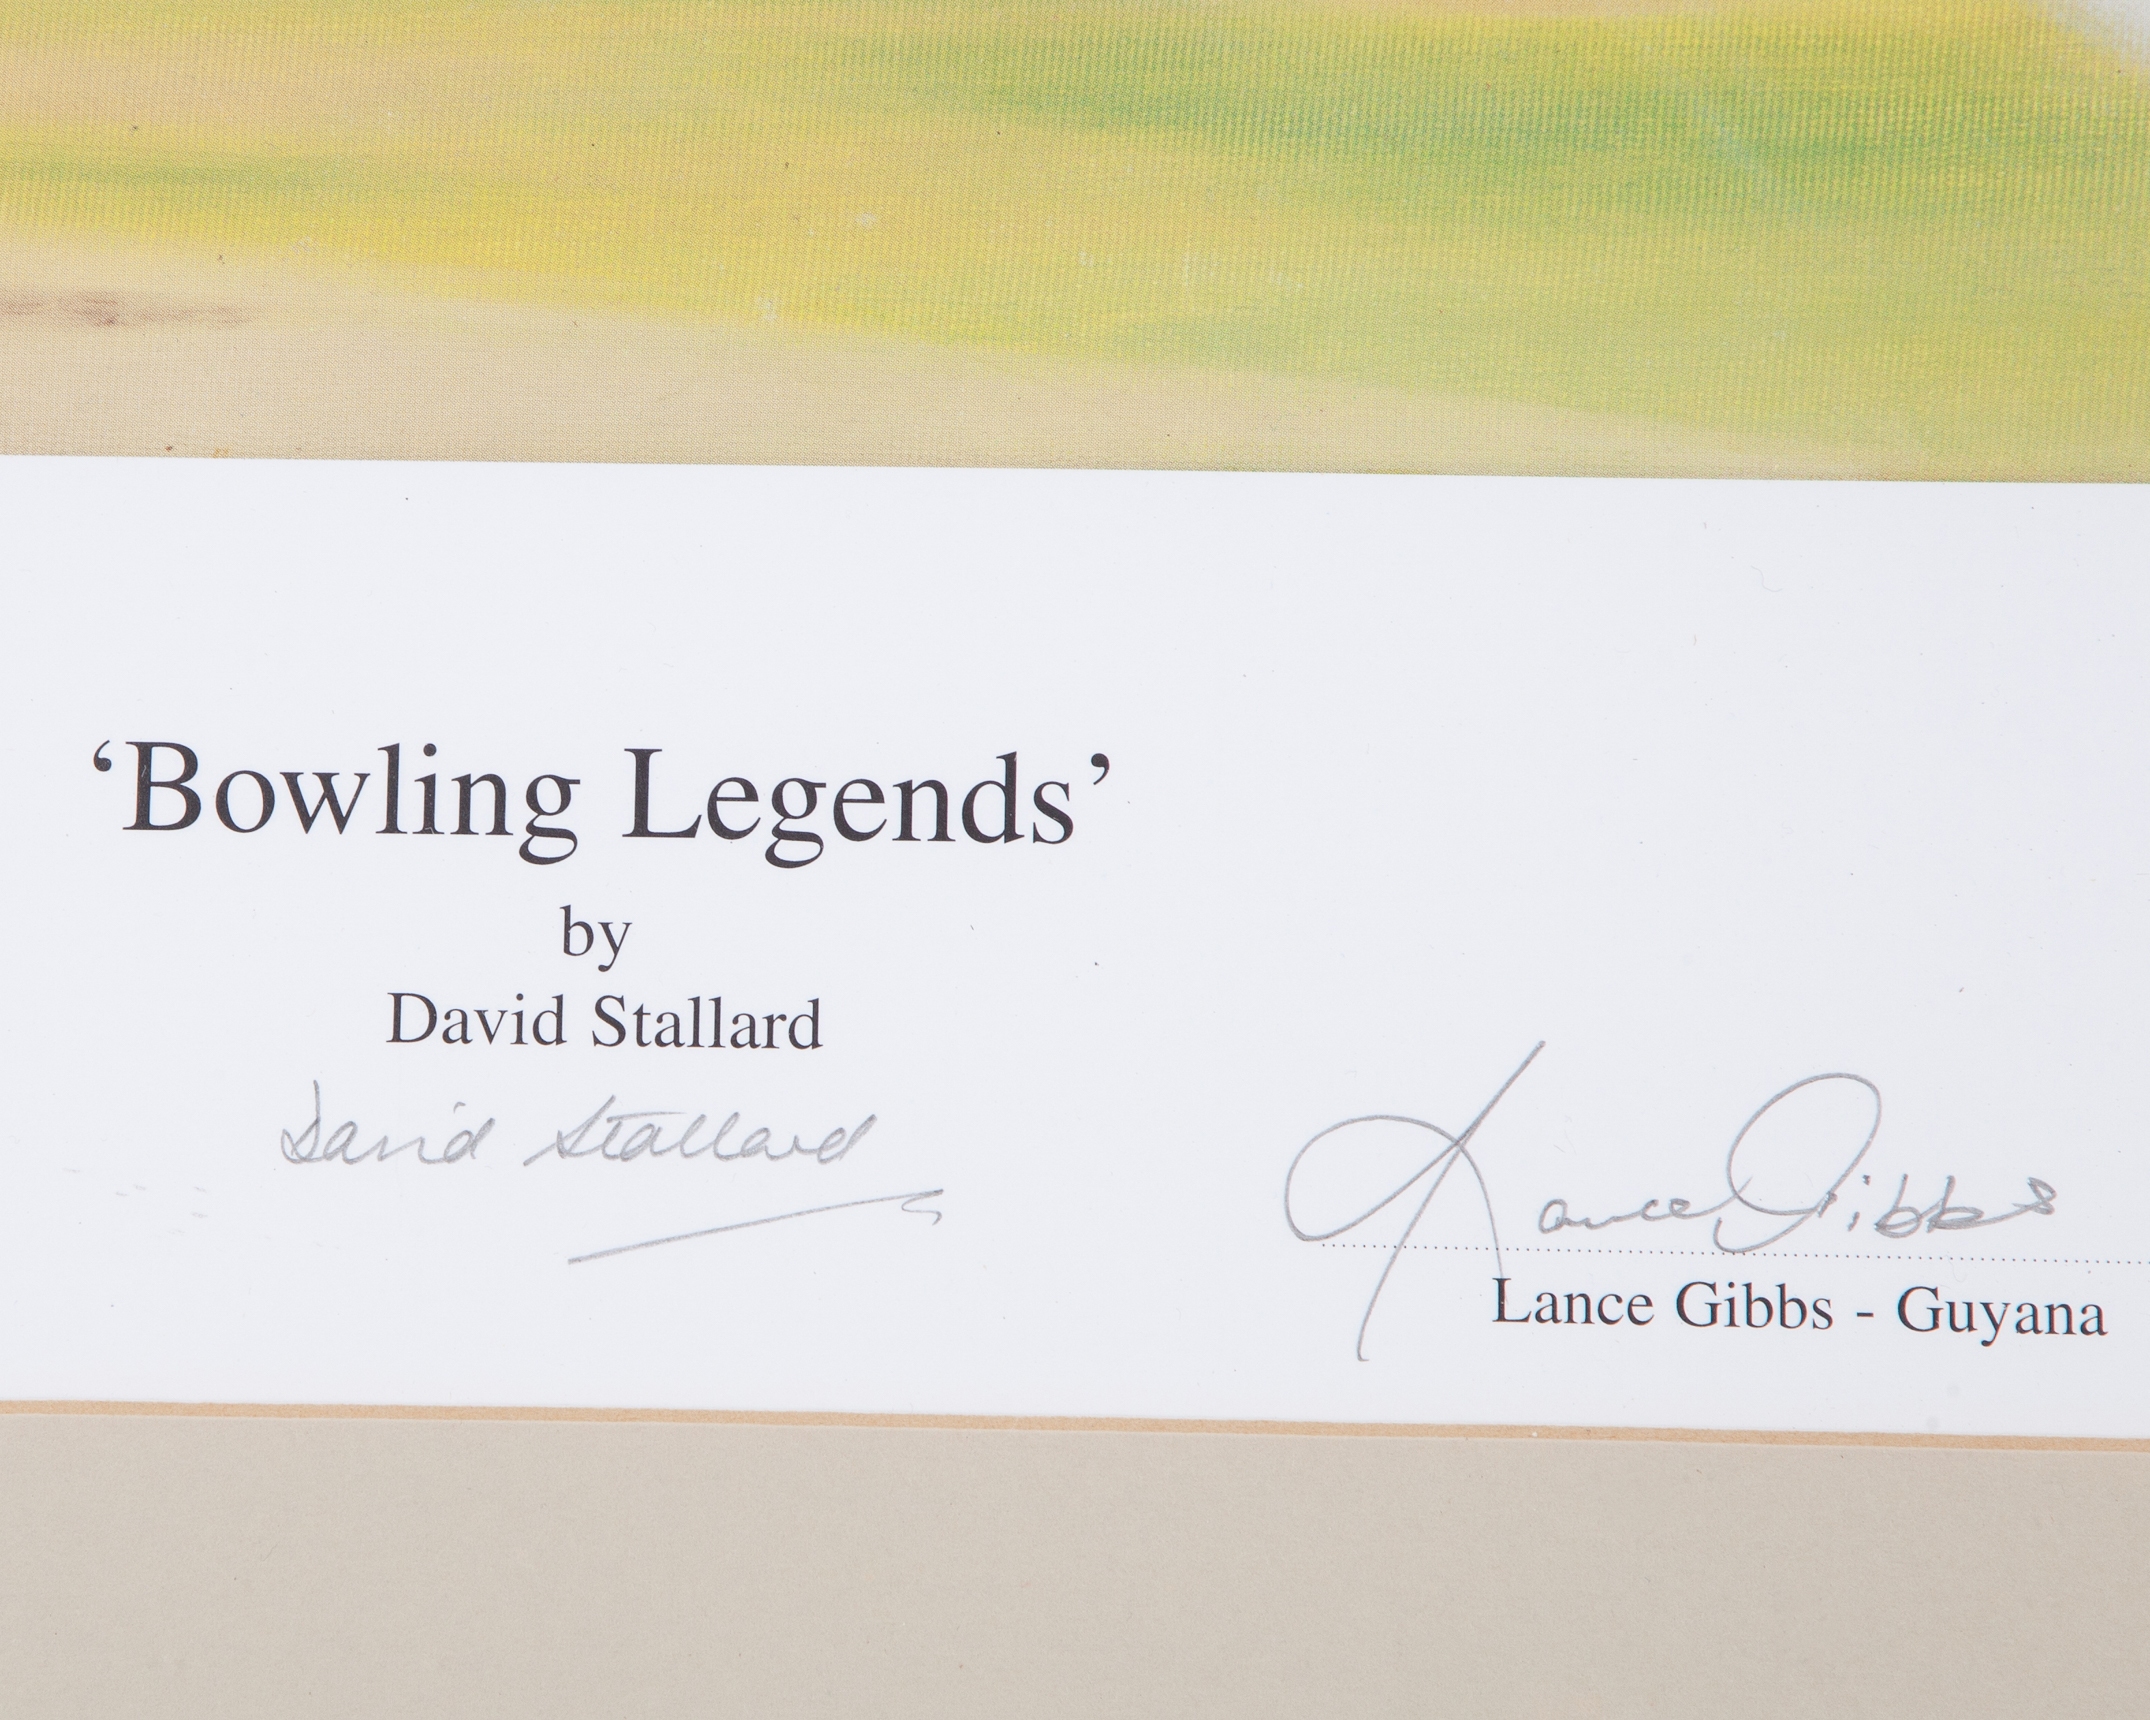 ‘Bowling Legends’
by
David Stallard
David Stallard
Lance Gibbs
Lance Gibbs - Guyana